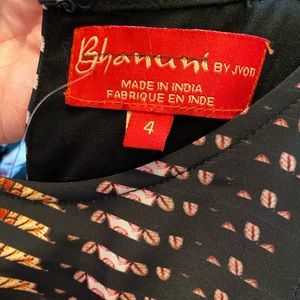 Bhanuni BY JYOTI
MADE IN INDIA
FABRIQUE EN INDE
4